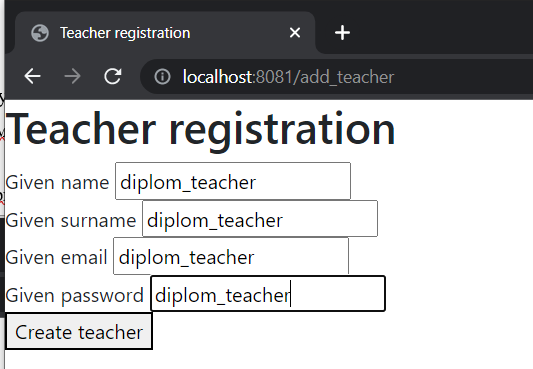 Teacher registration
localhost:8081/add_teacher
Teacher registration
Given name diplom_teacher
Given surname diplom_teacher
Given email diplom_teacher
Given password diplom_teacher
Create teacher